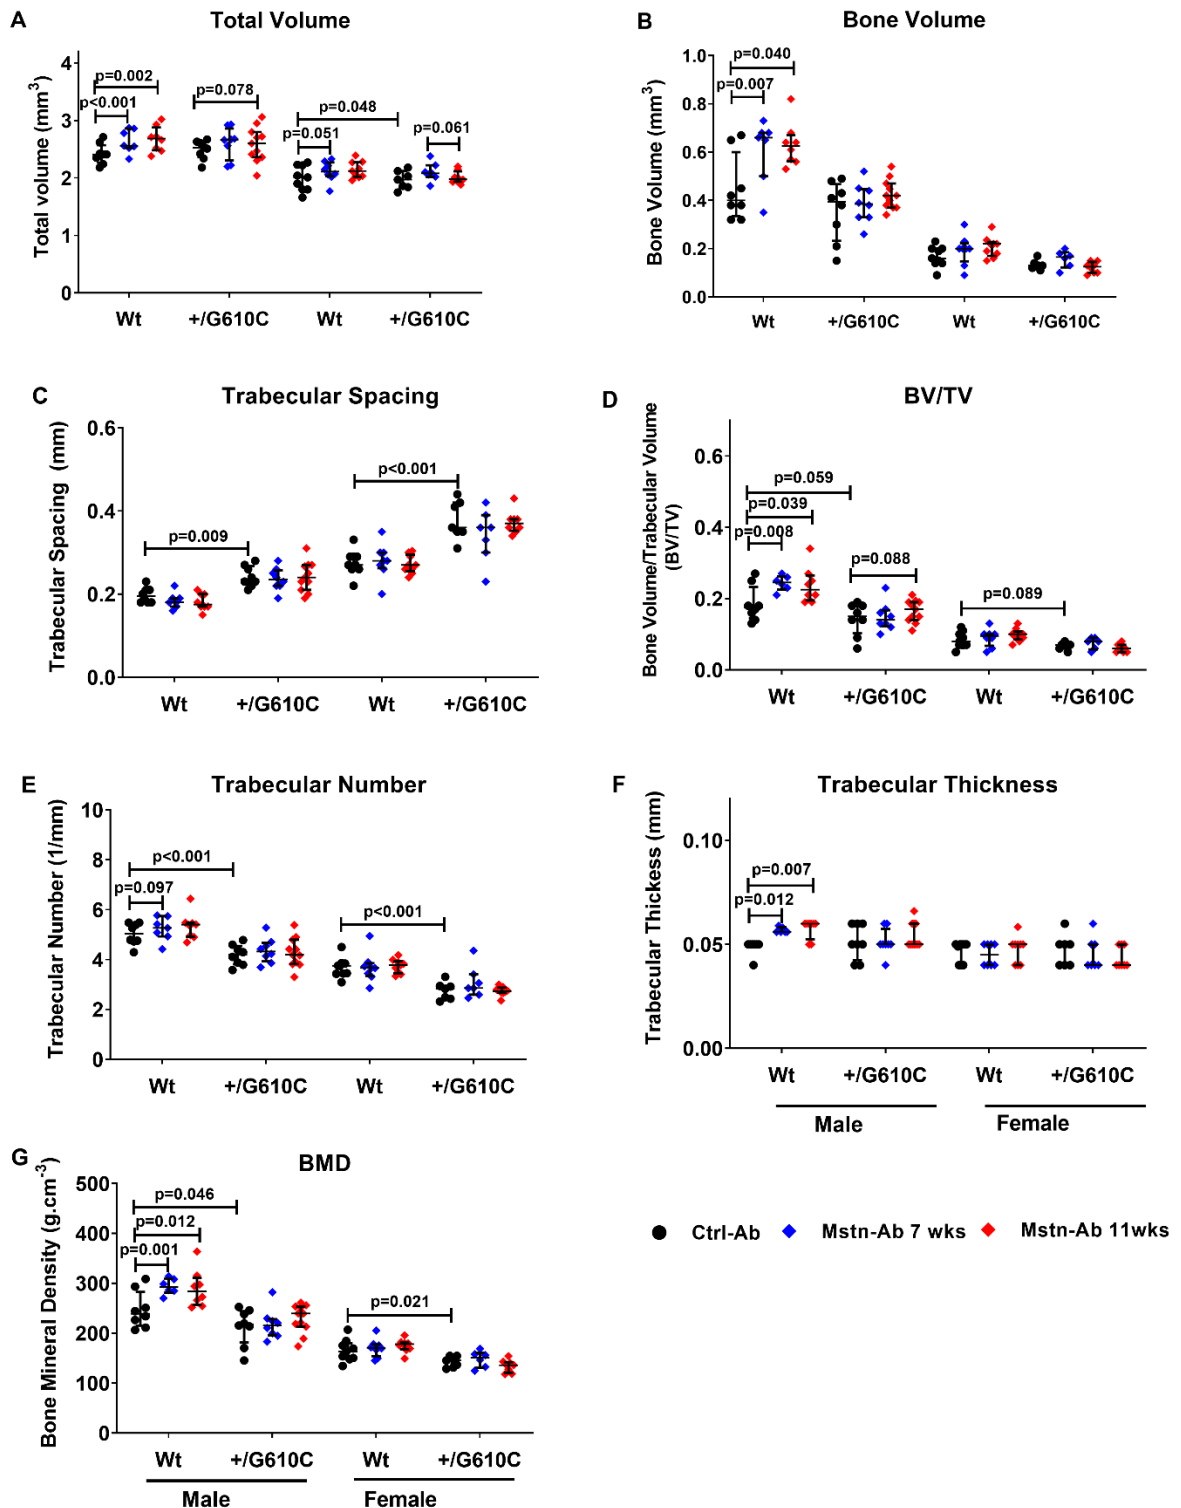 A
Total Volume
Total volume (mm3)
4
3
2
1
0
p=0.002
p<0.001
p=0.078
p=0.048
p=0.051
p=0.061
Wt
+/G610C
Wt
+/G610C
B
Bone Volume
Bone Volume (mm3)
1.0
0.8
0.6
0.4
0.2
0.0
p=0.040
p=0.007
Wt
+/G610C
Wt
+/G610C
C
Trabecular Spacing
Trabecular Spacing (mm)
0.6
0.4
0.2
0.0
p=0.009
p<0.001
Wt
+/G610C
Wt
+/G610C
D
BV/TV
Bone Volume/Trabecular Volume
(BV/TV)
0.6
0.4
0.2
0.0
p=0.059
p=0.039
p=0.008
p=0.088
p=0.089
Wt
+/G610C
Wt
+/G610C
E
Trabecular Number
Trabecular Number (1/mm)
10
8
6
4
2
0
p<0.001
p=0.097
p<0.001
Wt
+/G610C
Wt
+/G610C
F
Trabecular Thickness
Trabecular Thickess (mm)
0.10
0.05
0.00
p=0.007
p=0.012
Wt
+/G610C
Wt
+/G610C
Male
Female
G
BMD
Bone Mineral Density (g.cm-3)
500
400
300
200
100
0
p=0.046
p=0.012
p=0.001
p=0.021
Wt
+/G610C
Wt
+/G610C
Male
Female
Ctrl-Ab
Mstn-Ab 7 wks
Mstn-Ab 11wks